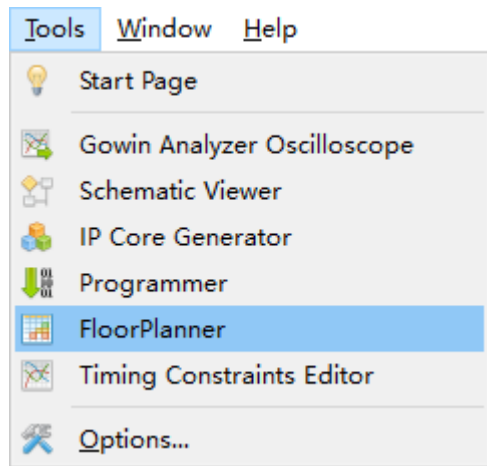 Tools Window Help
Start Page
Gowin Analyzer Oscilloscope
Schematic Viewer
IP Core Generator
Programmer
FloorPlanner
Timing Constraints Editor
Options...